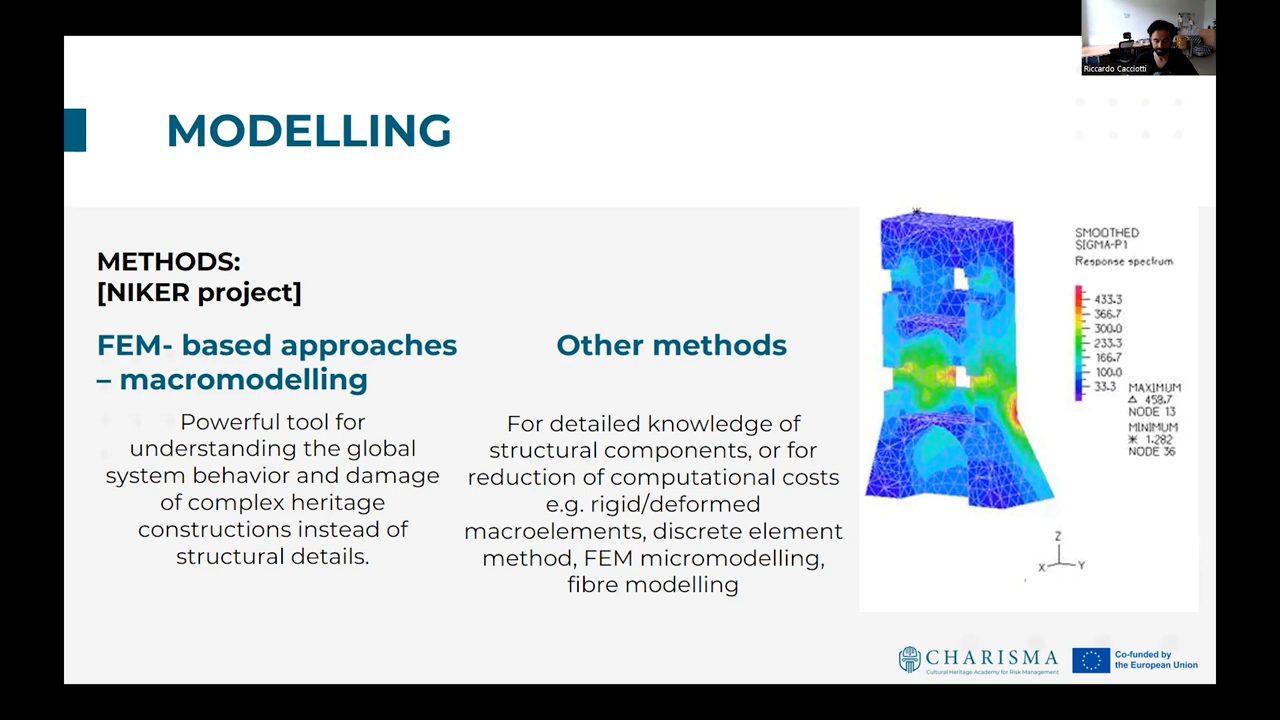 Riccardo Cacciotti
MODELLING
METHODS:
[NIKER project]
FEM- based approaches
– macromodelling
Powerful tool for
understanding the global
system behavior and damage
of complex heritage
constructions instead of
structural details.
Other methods
For detailed knowledge of
structural components, or for
reduction of computational costs
e.g. rigid/deformed
macroelements, discrete element
method, FEM micromodelling,
fibre modelling
SMOOTHED
SIGMA-P1
Response spectrum
433.3
366.7
300.0
233.3
166.7
100.0
33.3
MAXIMUM
△ 458.7
NODE 13
MINIMUM
✳ 1.282
NODE 36
Z
X Y
CHARISMA
Cultural Heritage Academy for Risk Management
Co-funded by
the European Union